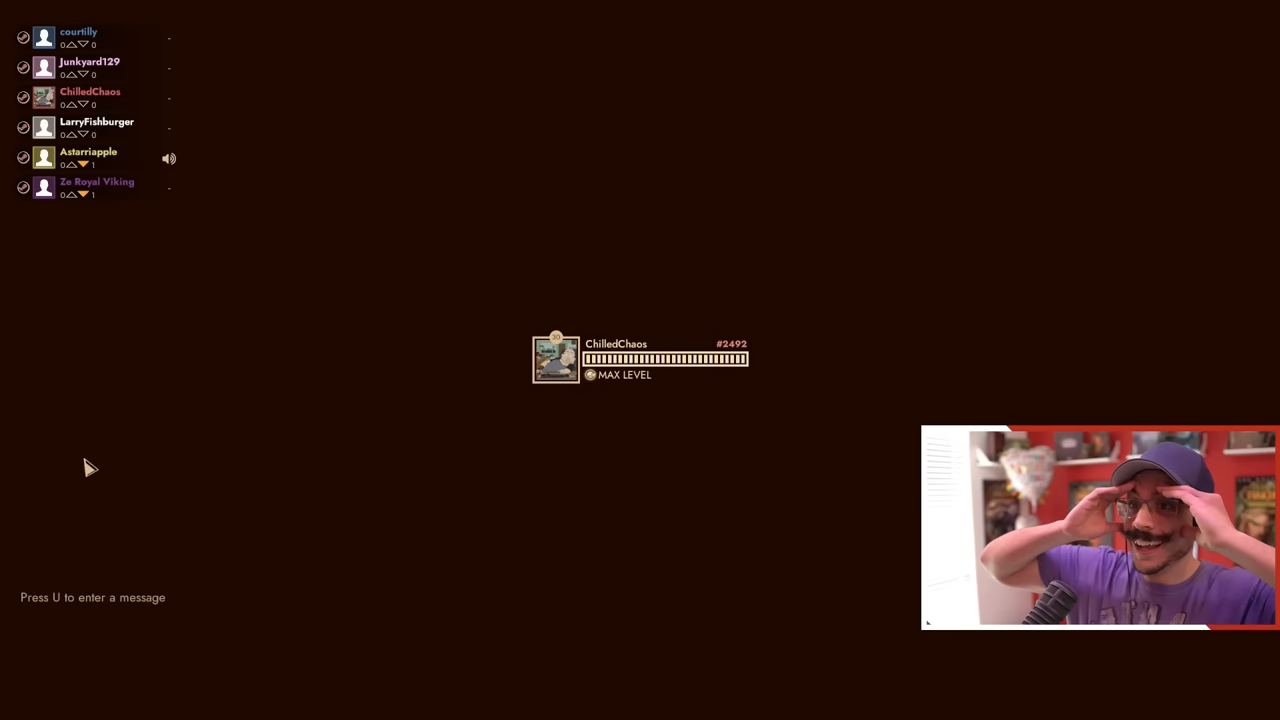 courtilly
0 0
-
Junkyard129
0 0
-
ChilledChaos
0 0
-
LarryFishburger
0 0
-
Astarriapple
0 1
Ze Royal Viking
0 1
-
30
ChilledChaos #2492
MAX LEVEL
Press U to enter a message